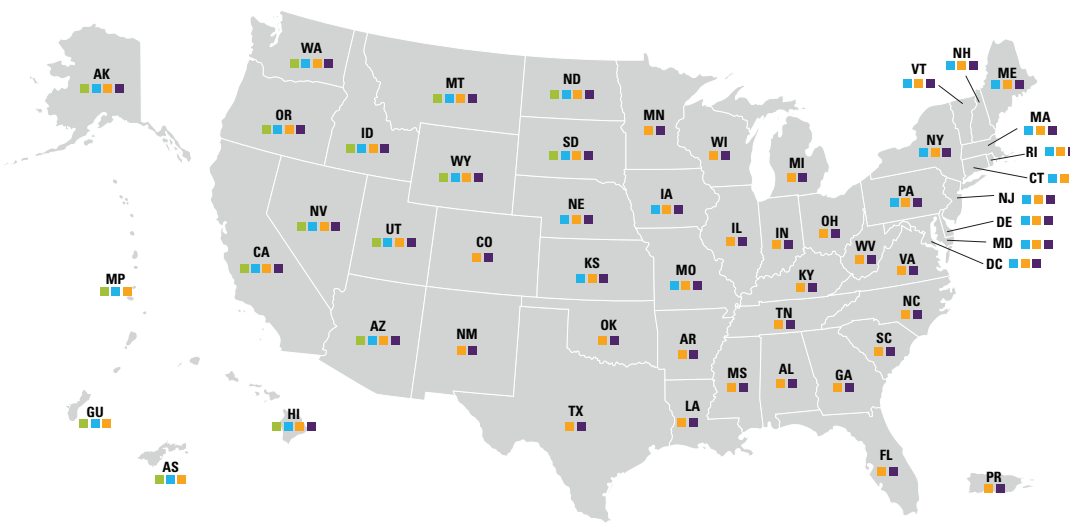 WA
NH
VT
ME
AK
MT
ND
OR
MN
MA
ID
SD
WI
NY
RI
MI
WY
CT
PA
NJ
NE
IA
NV
OH
DE
UT
IL
IN
MD
CO
WV
CA
KS
MO
VA
DC
MP
KY
NC
TN
AZ
NM
OK
AR
SC
MS
AL
GA
GU
HI
TX
LA
FL
AS
PR